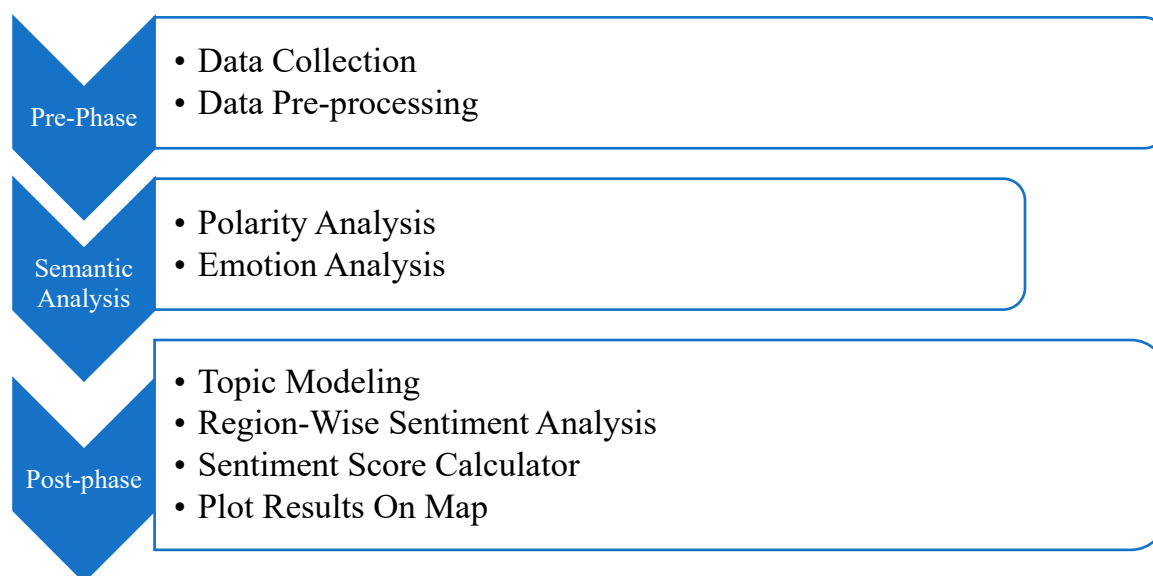 Pre-Phase
• Data Collection
• Data Pre-processing
Semantic
Analysis
• Polarity Analysis
• Emotion Analysis
Post-phase
• Topic Modeling
• Region-Wise Sentiment Analysis
• Sentiment Score Calculator
• Plot Results On Map